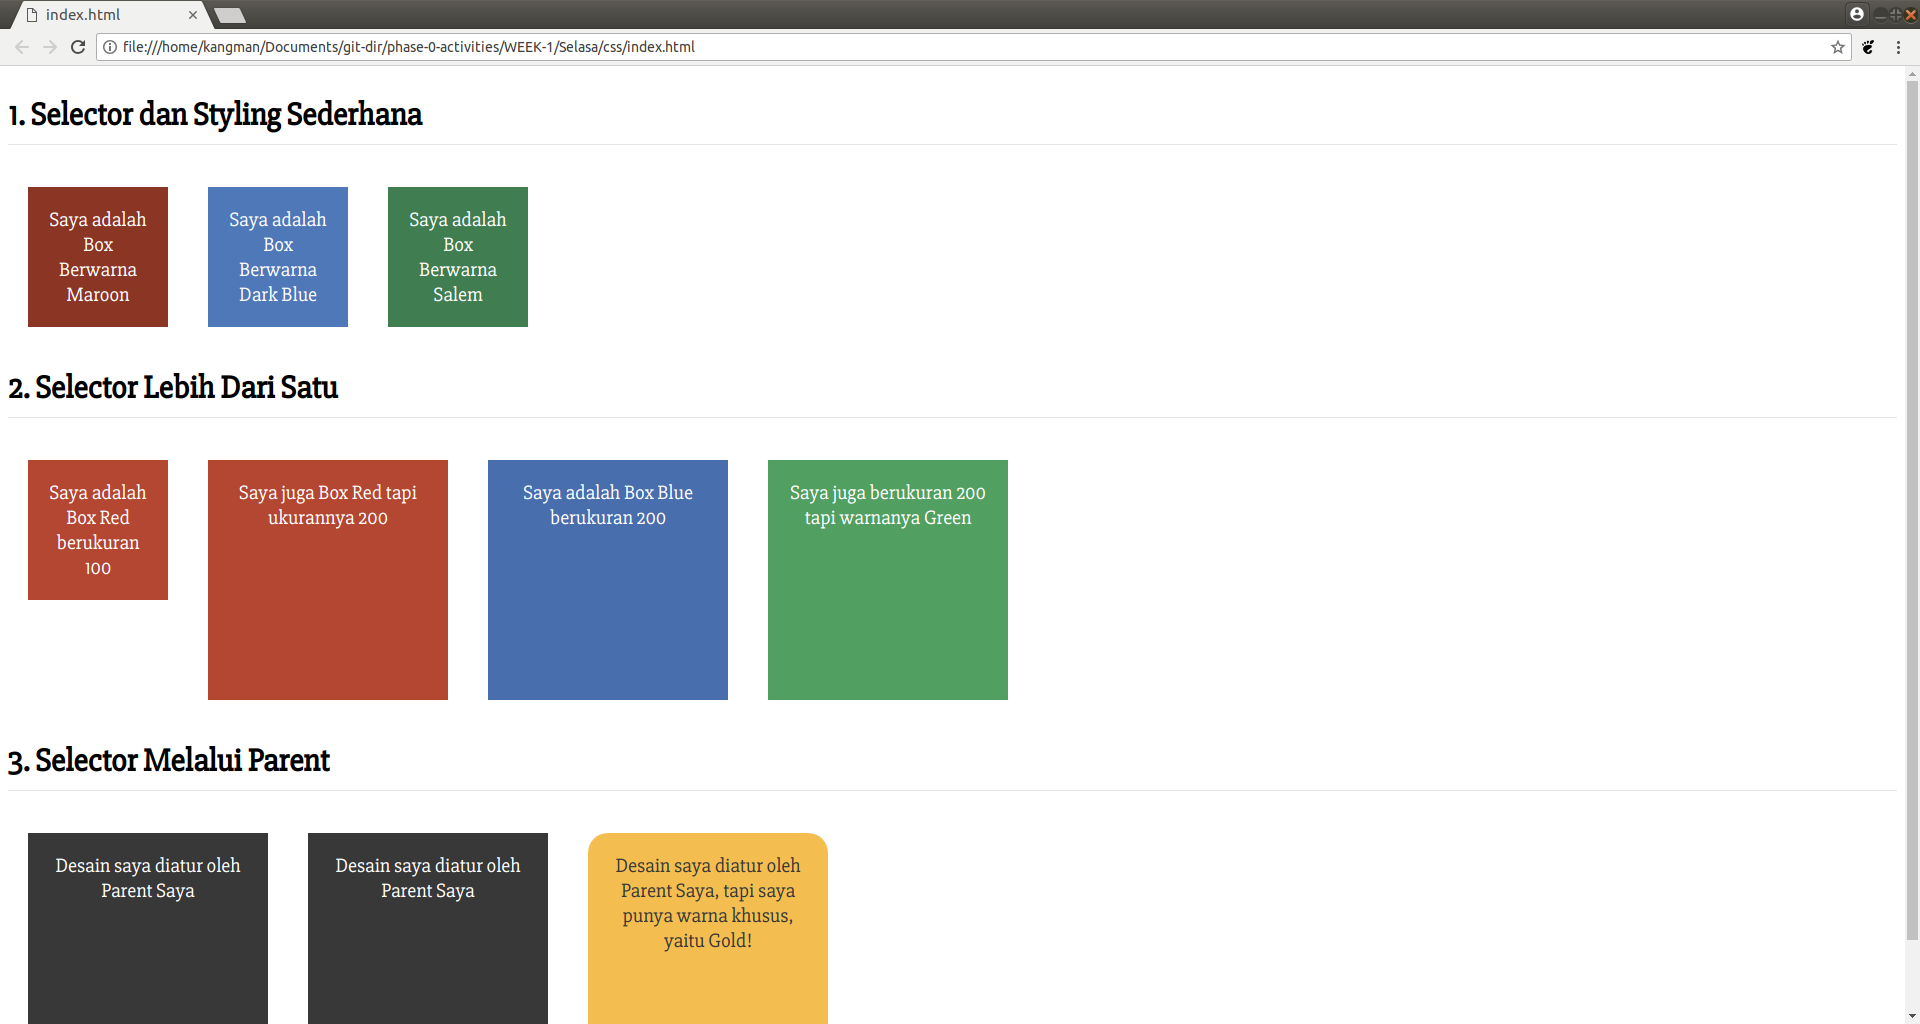 index.html
file:///home/kangman/Documents/git-dir/phase-0-activities/WEEK-1/Selasa/css/index.html
1. Selector dan Styling Sederhana
Saya adalah
Box
Berwarna
Maroon
Saya adalah
Box
Berwarna
Dark Blue
Saya adalah
Box
Berwarna
Salem
2. Selector Lebih Dari Satu
Saya adalah
Box Red
berukuran
100
Saya juga Box Red tapi
ukurannya 200
Saya adalah Box Blue
berukuran 200
Saya juga berukuran 200
tapi warnanya Green
3. Selector Melalui Parent
Desain saya diatur oleh
Parent Saya
Desain saya diatur oleh
Parent Saya
Desain saya diatur oleh
Parent Saya, tapi saya
punya warna khusus,
yaitu Gold!